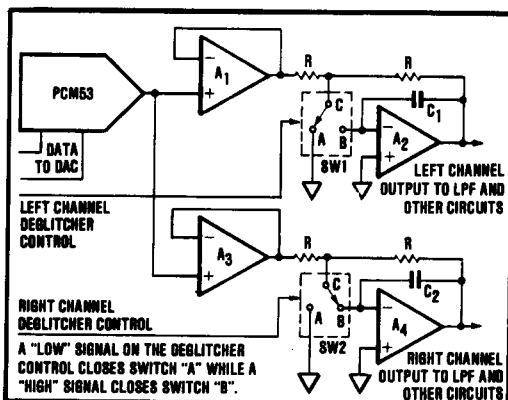 PCM53
DATA
TO DAC
A1
−
+
R
R
C
A
B
SW1
C1
−
+
A2
LEFT CHANNEL
OUTPUT TO LPF AND
OTHER CIRCUITS
LEFT CHANNEL
DEGLITCHER
CONTROL
−
A3
+
R
R
C
A
B
SW2
C2
−
+
A4
RIGHT CHANNEL
OUTPUT TO LPF AND
OTHER CIRCUITS
RIGHT CHANNEL
DEGLITCHER CONTROL
A "LOW" SIGNAL ON THE DEGLITCHER
CONTROL CLOSES SWITCH "A" WHILE A
"HIGH" SIGNAL CLOSES SWITCH "B".